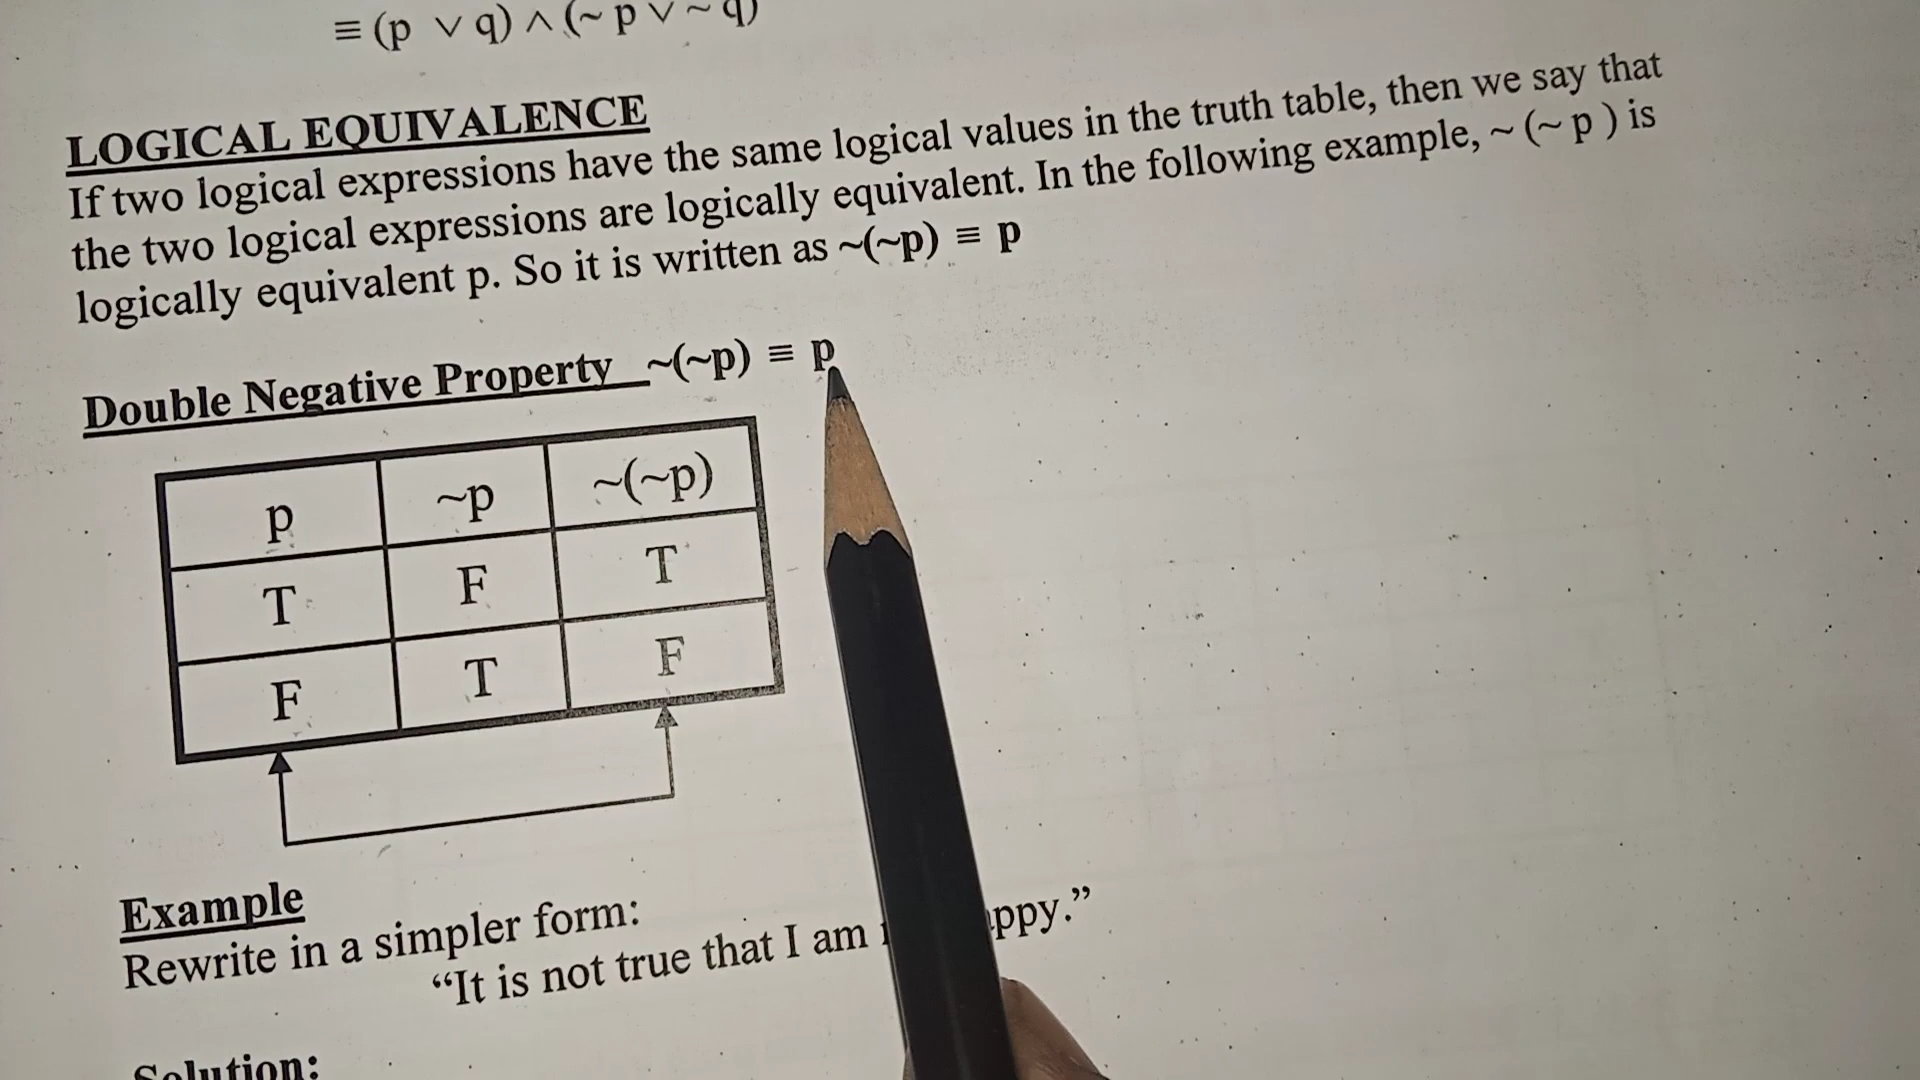 ≡ (p ∨ q) ∧ (~ p ∨ ~ q)
LOGICAL EQUIVALENCE
If two logical expressions have the same logical values in the truth table, then we say that
the two logical expressions are logically equivalent. In the following example, ~ (~ p ) is
logically equivalent p. So it is written as ~(~p) ≡ p
Double Negative Property ~(~p) ≡ p
p ~p ~(~p)
T F T
F T F
Example
Rewrite in a simpler form:
“It is not true that I am appy.”
Solution: